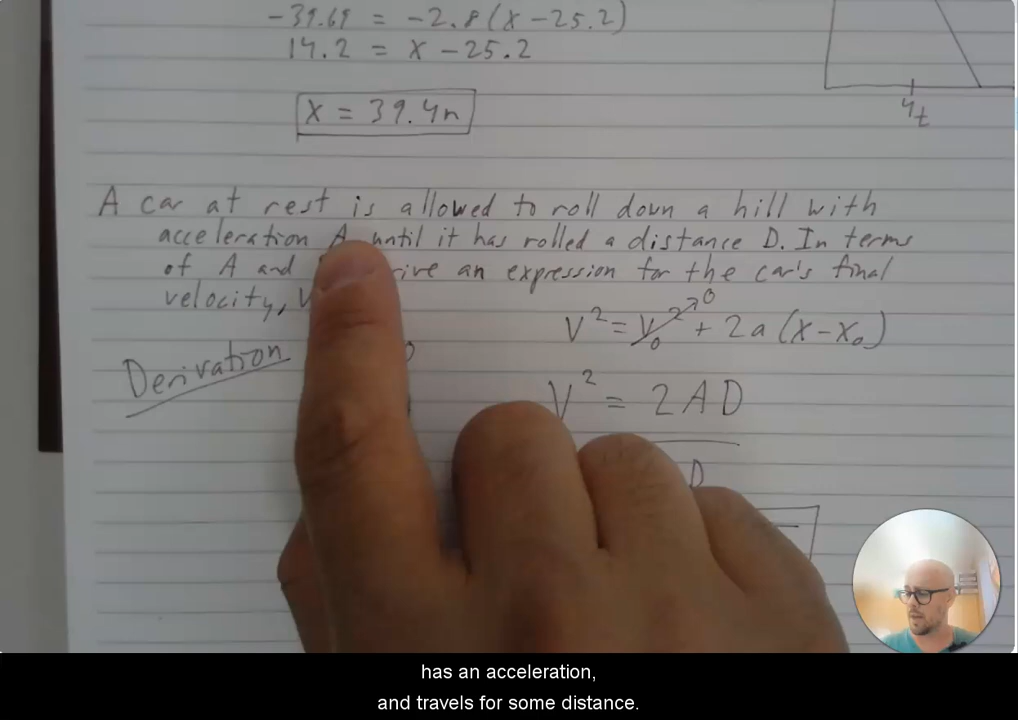 -39.69 = -2.8(x-25.2)
14.2 = x-25.2
x = 39.4m
4 t
A car at rest is allowed to roll down a hill with
acceleration A until it has rolled a distance D. In terms
of A and an expression for the car's final
velocity, V
V² = V₀² → 0 + 2a(x-x₀)
Derivation
V² = 2AD
D
has an acceleration,
and travels for some distance.